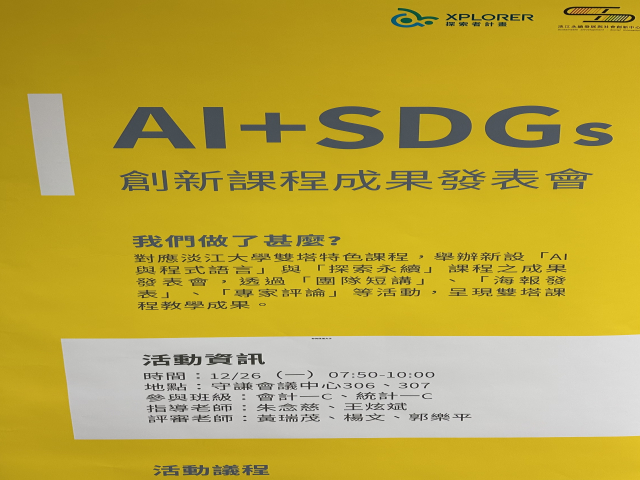 XPLORER
探索者計畫
AI+SDGs
創新課程成果發表會
我們做了甚麼?
對應淡江大學雙塔特色課程，舉辦新設「AI
與程式語言」與「探索永續」課程之成果
發表會，透過「團隊短講」、「海報發
表」、「專家評論」等活動，呈現雙塔課
程教學成果。
活動資訊
時間：12/26（一）07:50-10:00
地點：守謙會議中心306、307
參與班級：會計一C、統計一C
指導老師：朱念慈、王炫斌
評審老師：黃瑞茂、楊文、郭樂平
活動議程